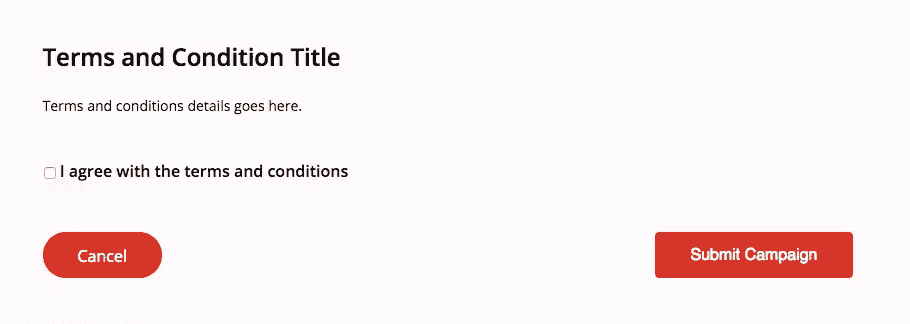 Terms and Condition Title
Terms and conditions details goes here.
I agree with the terms and conditions
Cancel
Submit Campaign